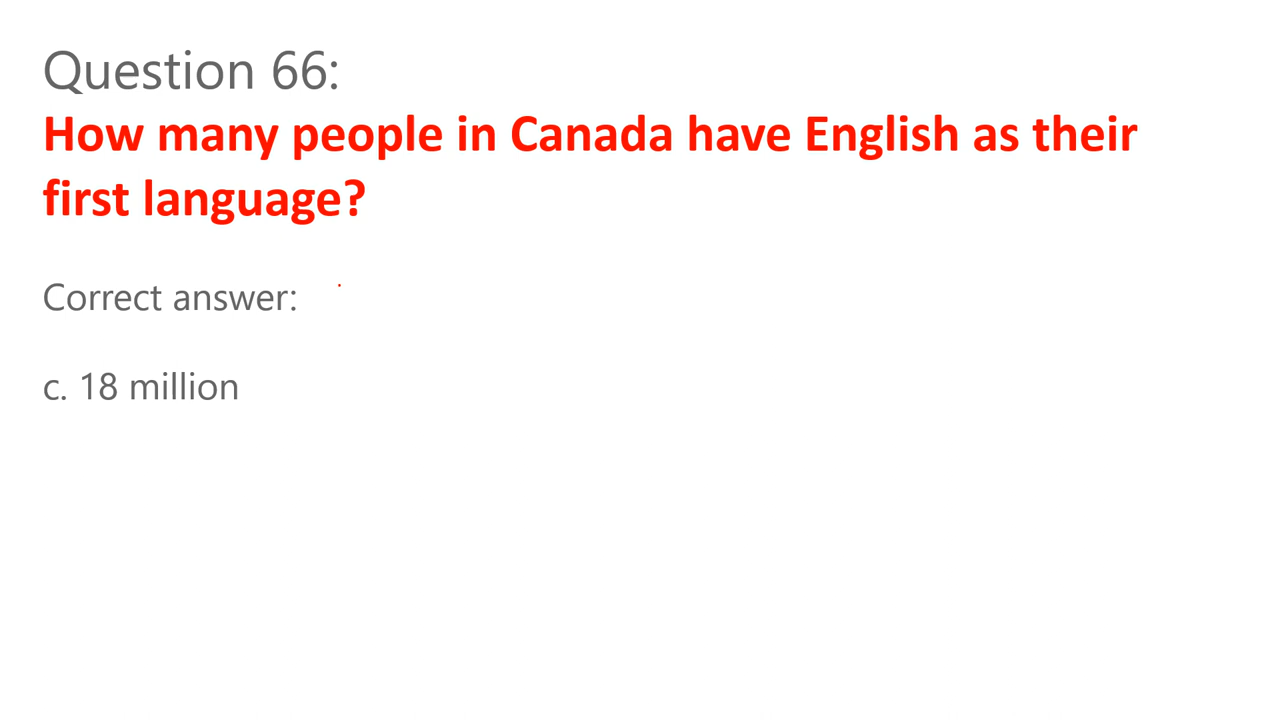 Question 66:
How many people in Canada have English as their
first language?
Correct answer:
c. 18 million